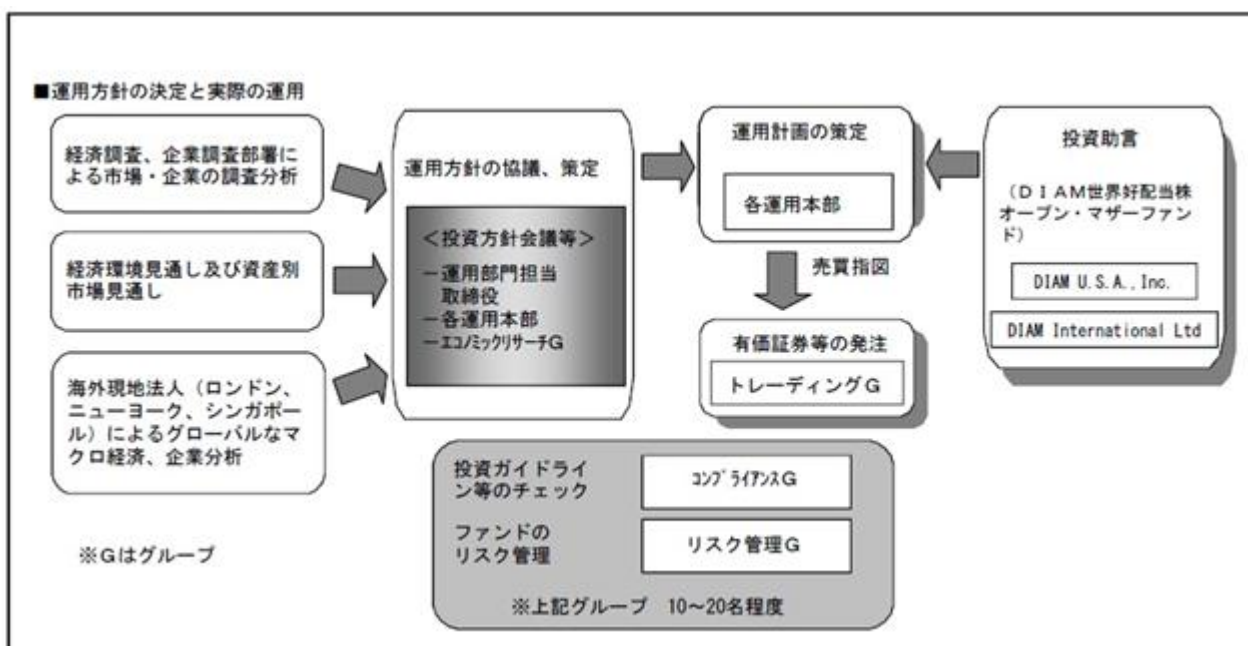 ■運用方針の決定と実際の運用
経済調査、企業調査部署に
よる市場・企業の調査分析
経済環境見通し及び資産別
市場見通し
海外現地法人（ロンドン、
ニューヨーク、シンガポー
ル）によるグローバルなマ
クロ経済、企業分析
※Gはグループ
運用方針の協議、策定
＜投資方針会議等＞
－運用部門担当
取締役
－各運用本部
－ｴｺﾉﾐｯｸﾘｻｰﾁG
運用計画の策定
各運用本部
売買指図
有価証券等の発注
トレーディングG
投資助言
（ＤＩＡＭ世界好配当株
オープン・マザーファン
ド）
DIAM U.S.A.,Inc.
DIAM International Ltd
投資ガイドライ
ン等のチェック
ｺﾝﾌﾟﾗｲｱﾝｽG
ファンドの
リスク管理
リスク管理G
※上記グループ　10～20名程度